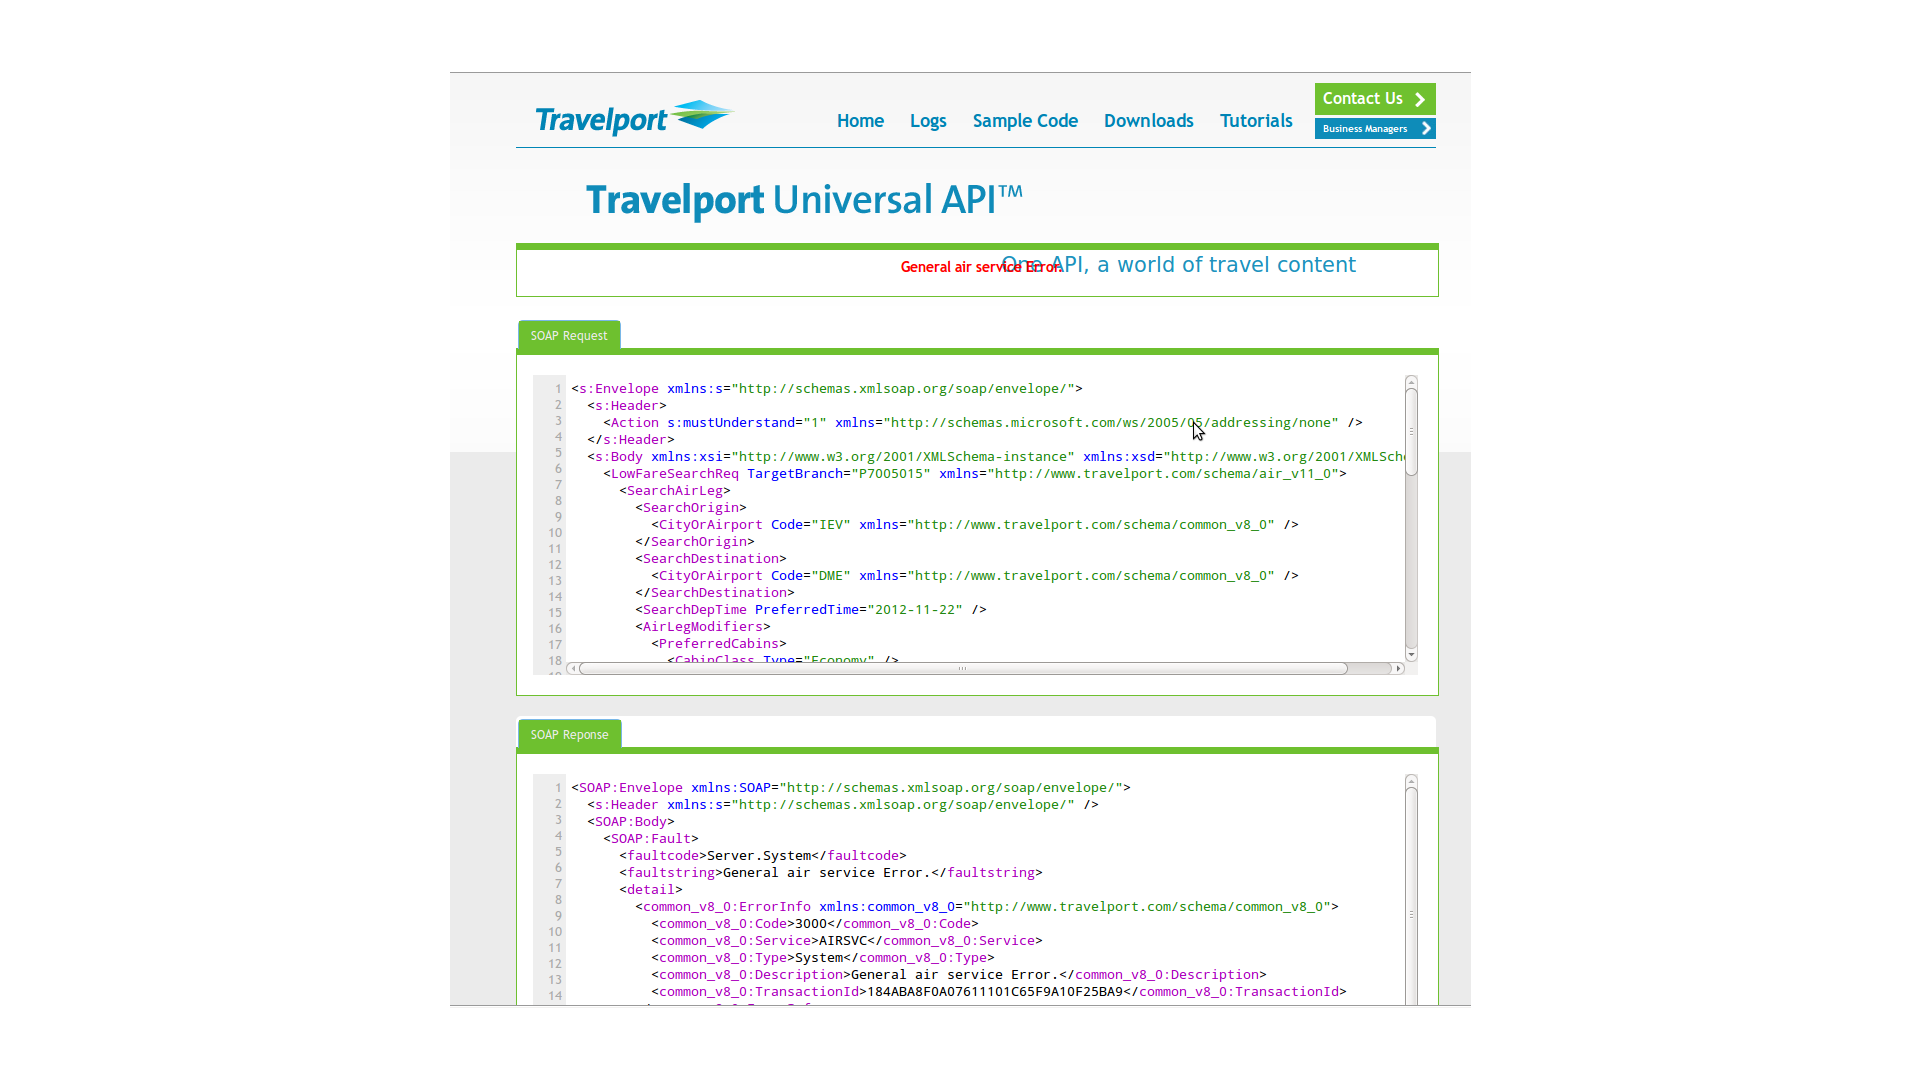 Travelport
Home Logs Sample Code Downloads Tutorials
Contact Us
Business Managers
Travelport Universal API™
General air service Error.
One API, a world of travel content
SOAP Request
1 <s:Envelope xmlns:s="http://schemas.xmlsoap.org/soap/envelope/">
2 <s:Header>
3 <Action s:mustUnderstand="1" xmlns="http://schemas.microsoft.com/ws/2005/05/addressing/none" />
4 </s:Header>
5 <s:Body xmlns:xsi="http://www.w3.org/2001/XMLSchema-instance" xmlns:xsd="http://www.w3.org/2001/XMLSche
6 <LowFareSearchReq TargetBranch="P7005015" xmlns="http://www.travelport.com/schema/air_v11_0">
7 <SearchAirLeg>
8 <SearchOrigin>
9 <CityOrAirport Code="IEV" xmlns="http://www.travelport.com/schema/common_v8_0" />
10 </SearchOrigin>
11 <SearchDestination>
12 <CityOrAirport Code="DME" xmlns="http://www.travelport.com/schema/common_v8_0" />
13 </SearchDestination>
14 <SearchDepTime PreferredTime="2012-11-22" />
15 <AirLegModifiers>
16 <PreferredCabins>
17 <CabinClass Type="Economy" />
18
SOAP Reponse
1 <SOAP:Envelope xmlns:SOAP="http://schemas.xmlsoap.org/soap/envelope/">
2 <s:Header xmlns:s="http://schemas.xmlsoap.org/soap/envelope/" />
3 <SOAP:Body>
4 <SOAP:Fault>
5 <faultcode>Server.System</faultcode>
6 <faultstring>General air service Error.</faultstring>
7 <detail>
8 <common_v8_0:ErrorInfo xmlns:common_v8_0="http://www.travelport.com/schema/common_v8_0">
9 <common_v8_0:Code>3000</common_v8_0:Code>
10 <common_v8_0:Service>AIRSVC</common_v8_0:Service>
11 <common_v8_0:Type>System</common_v8_0:Type>
12 <common_v8_0:Description>General air service Error.</common_v8_0:Description>
13 <common_v8_0:TransactionId>184ABA8F0A07611101C65F9A10F25BA9</common_v8_0:TransactionId>
14